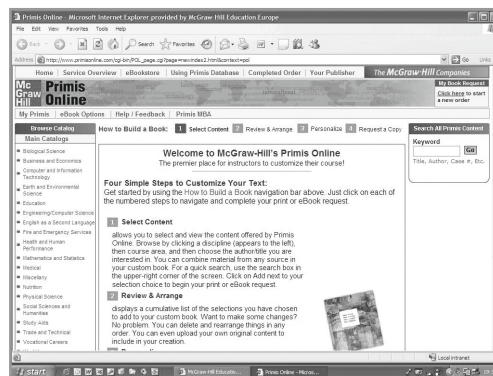 Primis Online - Microsoft Internet Explorer provided by McGraw Hill Education Europe
File Edit View Favorites Tools Help
Back Search Favorites
Address http://www.primisonline.com/cgi-bin/POL_page.cgi?page=newindex2.html&context=pol Go Links
Home Service Overview eBookstore Using Primis Database Completed Order Your Publisher The McGraw-Hill Companies
Mc Graw Hill Primis Online
My Book Request
Click here to start a new order
My Primis eBook Options Help / Feedback Primis MBA
Browse Catalog
Main Catalogs
Biological Science
Business and Economics
Computer and Information
Technology
Earth and Environmental
Science
Education
Engineering/Computer Science
English as a Second Language
Fire and Emergency Services
Health and Human
Performance
Mathematics and Statistics
Medical
Miscellany
Nutrition
Physical Science
Social Sciences and
Humanities
Study Aids
Trade and Technical
Vocational Careers
How to Build a Book: 1 Select Content 2 Review & Arrange 3 Personalize 4 Request a Copy
Welcome to McGraw-Hill's Primis Online
The premier place for instructors to customize their course!
Four Simple Steps to Customize Your Text:
Get started by using the How to Build a Book navigation bar above. Just click on each of
the numbered steps to navigate and complete your print or eBook request.
1 Select Content
allows you to select and view the content offered by Primis
Online. Browse by clicking a discipline (appears to the left),
then course area, and then choose the author/title you are
interested in. You can combine material from any source in
your custom book. For a quick search, use the search box in
the upper-right corner of the screen. Click on Add next to your
selection choice to begin your print or eBook request.
2 Review & Arrange
displays a cumulative list of the selections you have chosen
to add to your custom book. Want to make some changes?
No problem. You can delete and rearrange things in any
order. You can even upload your own original content to
include in your creation.
Search All Primis Content
Keyword
Go
Title, Author, Case #, Etc.
Local intranet
start McGraw Hill Educatio... Primis Online - Micros...